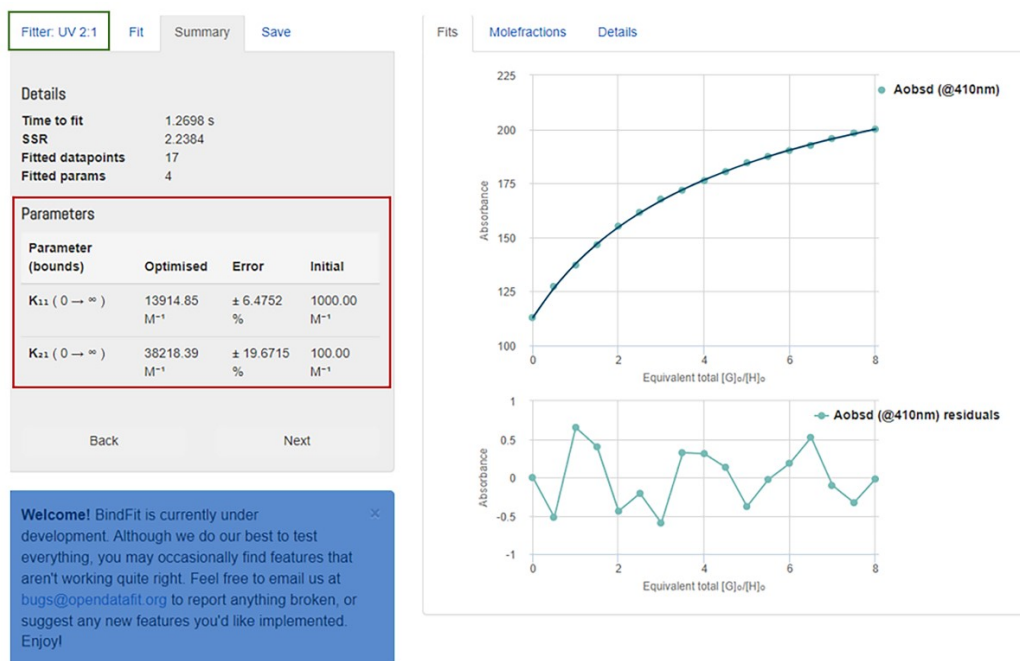 Fitter: UV 2:1
Fit
Summary
Save
Details
Time to fit 1.2698 s
SSR 2.2384
Fitted datapoints 17
Fitted params 4
Parameters
Parameter
(bounds) Optimised Error Initial
K₁₁ ( 0 → ∞ ) 13914.85 ± 6.4752 1000.00
M⁻¹ % M⁻¹
K₂₁ ( 0 → ∞ ) 38218.39 ± 19.6715 100.00
M⁻¹ % M⁻¹
Back
Next
Welcome! BindFit is currently under ×
development. Although we do our best to test
everything, you may occasionally find features that
aren't working quite right. Feel free to email us at
bugs@opendatafit.org to report anything broken, or
suggest any new features you'd like implemented.
Enjoy!
Fits
Molefractions
Details
Aobsd (@410nm)
225
200
175
150
125
100
Absorbance
0 2 4 6 8
Equivalent total [G]₀/[H]₀
Aobsd (@410nm) residuals
1
0.5
0
-0.5
-1
Absorbance
0 2 4 6 8
Equivalent total [G]₀/[H]₀